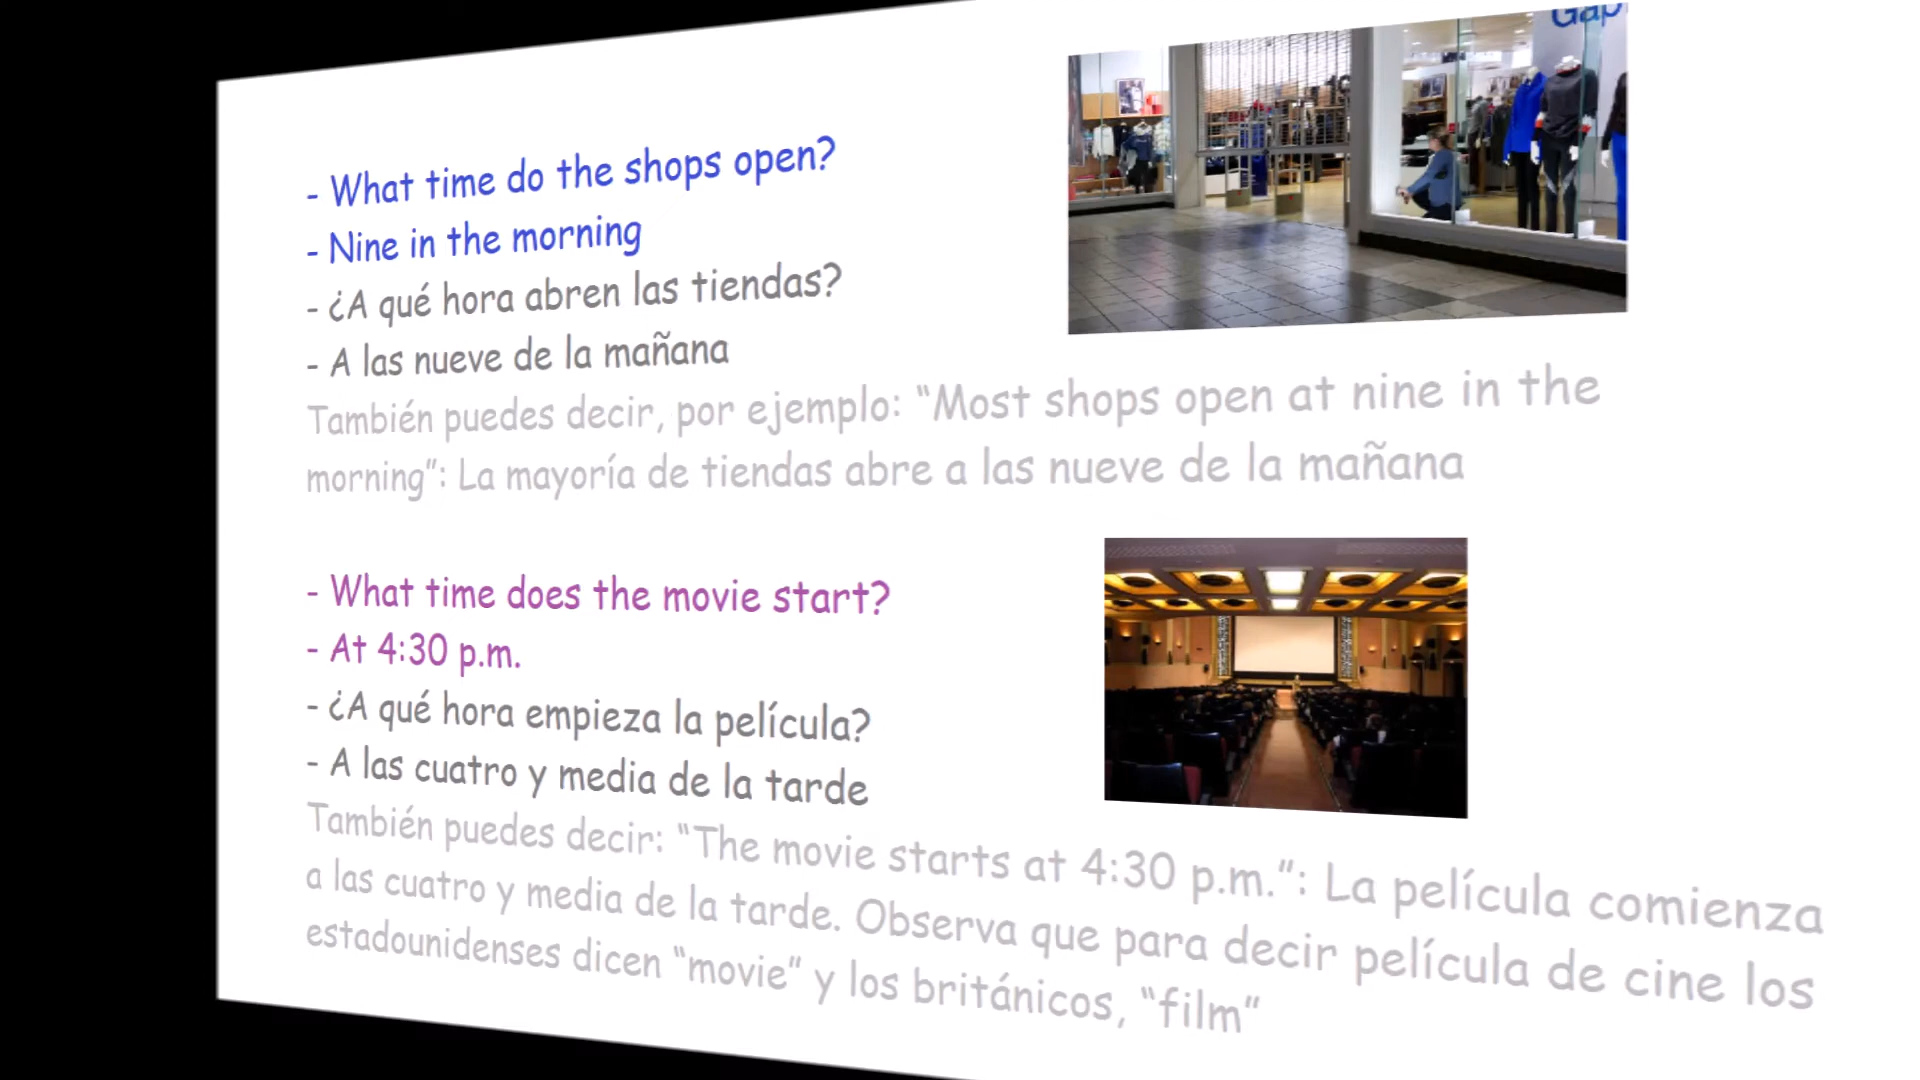 Gap
- What time do the shops open?
- Nine in the morning
- ¿A qué hora abren las tiendas?
- A las nueve de la mañana
También puedes decir, por ejemplo: “Most shops open at nine in the
morning”: La mayoría de tiendas abre a las nueve de la mañana
- What time does the movie start?
- At 4:30 p.m.
- ¿A qué hora empieza la película?
- A las cuatro y media de la tarde
También puedes decir: “The movie starts at 4:30 p.m.”: La película comienza
a las cuatro y media de la tarde. Observa que para decir película de cine los
estadounidenses dicen “movie” y los británicos, “film”